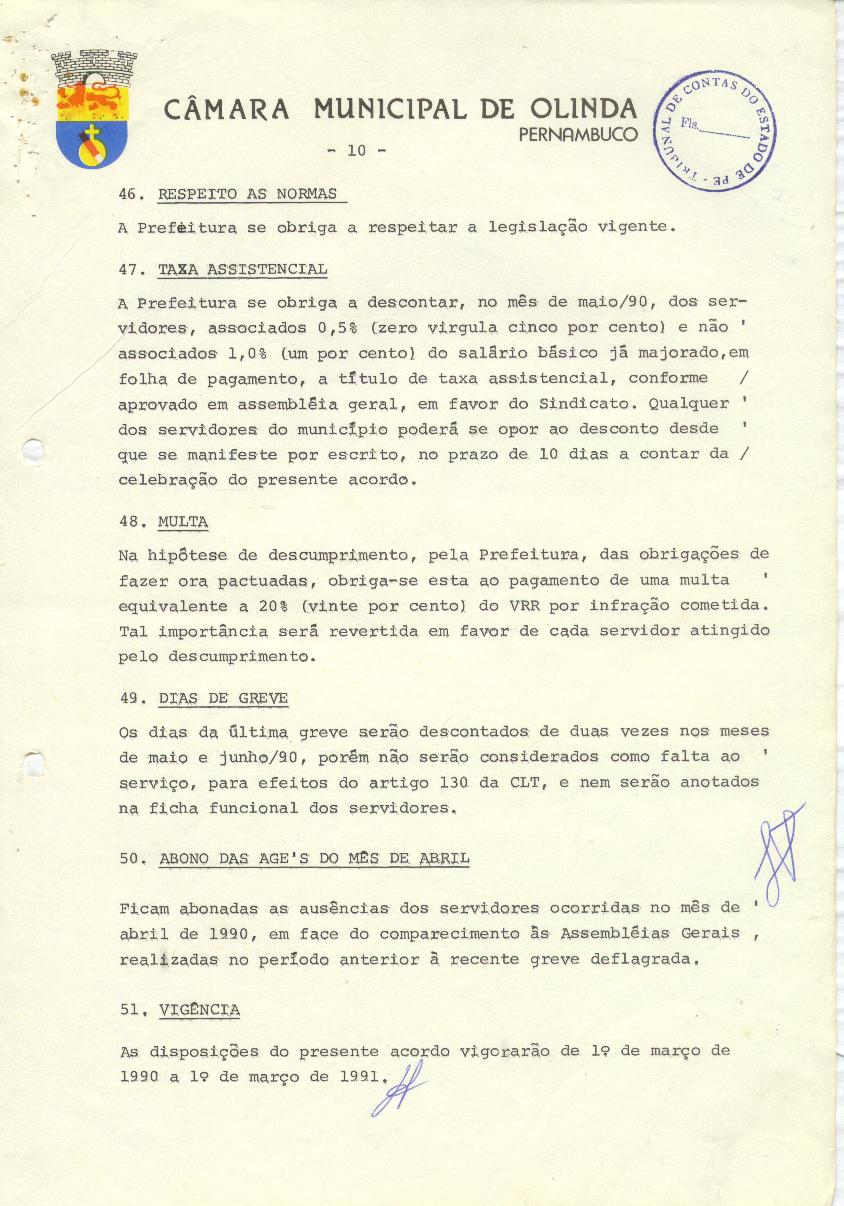 CÂMARA MUNICIPAL DE OLINDA
PERNAMBUCO
TRIBUNAL DE CONTAS DO ESTADO DE PE -
Fls.
- 10 -
46. RESPEITO AS NORMAS
A Prefeitura se obriga a respeitar a legislação vigente.
47. TAXA ASSISTENCIAL
A Prefeitura se obriga a descontar, no mês de maio/90, dos ser-
vidores, associados 0,5% (zero virgula cinco por cento) e não '
associados 1,0% (um por cento) do salário básico já majorado,em
folha de pagamento, a título de taxa assistencial, conforme /
aprovado em assembléia geral, em favor do Sindicato. Qualquer '
dos servidores do município poderá se opor ao desconto desde '
que se manifeste por escrito, no prazo de 10 dias a contar da /
celebração do presente acordo.
48. MULTA
Na hipótese de descumprimento, pela Prefeitura, das obrigações de
fazer ora pactuadas, obriga-se esta ao pagamento de uma multa '
equivalente a 20% (vinte por cento) do VRR por infração cometida.
Tal importância será revertida em favor de cada servidor atingido
pelo descumprimento.
49. DIAS DE GREVE
Os dias da última greve serão descontados de duas vezes nos meses
de maio e junho/90, porém não serão considerados como falta ao '
serviço, para efeitos do artigo 130 da CLT, e nem serão anotados
na ficha funcional dos servidores.
50. ABONO DAS AGE'S DO MÊS DE ABRIL
Ficam abonadas as ausências dos servidores ocorridas no mês de '
abril de 1990, em face do comparecimento às Assembléias Gerais ,
realizadas no período anterior à recente greve deflagrada.
51. VIGÊNCIA
As disposições do presente acordo vigorarão de 1º de março de
1990 a 1º de março de 1991.